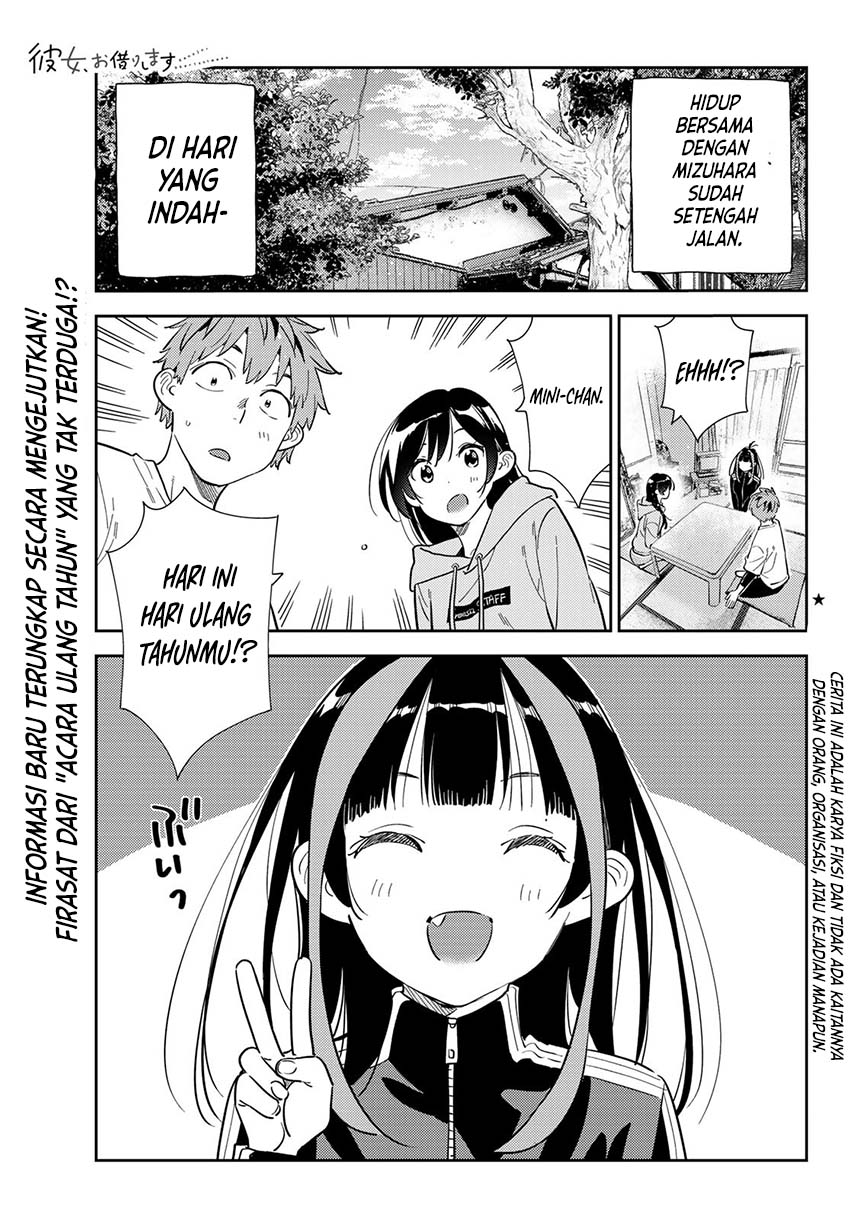 彼女、お借りします
HIDUP
BERSAMA
DENGAN
MIZUHARA
SUDAH
SETENGAH
JALAN.
DI HARI
YANG
INDAH-
EHHH!?
MINI-CHAN.
HARI INI
HARI ULANG
TAHUNMU!?
STAFF
ぶいっ
INFORMASI BARU TERUNGKAP SECARA MENGEJUTKAN!
FIRASAT DARI "ACARA ULANG TAHUN" YANG TAK TERDUGA!?
★
CERITA INI ADALAH KARYA FIKSI DAN TIDAK ADA KAITANNYA
DENGAN ORANG, ORGANISASI, ATAU KEJADIAN MANAPUN.